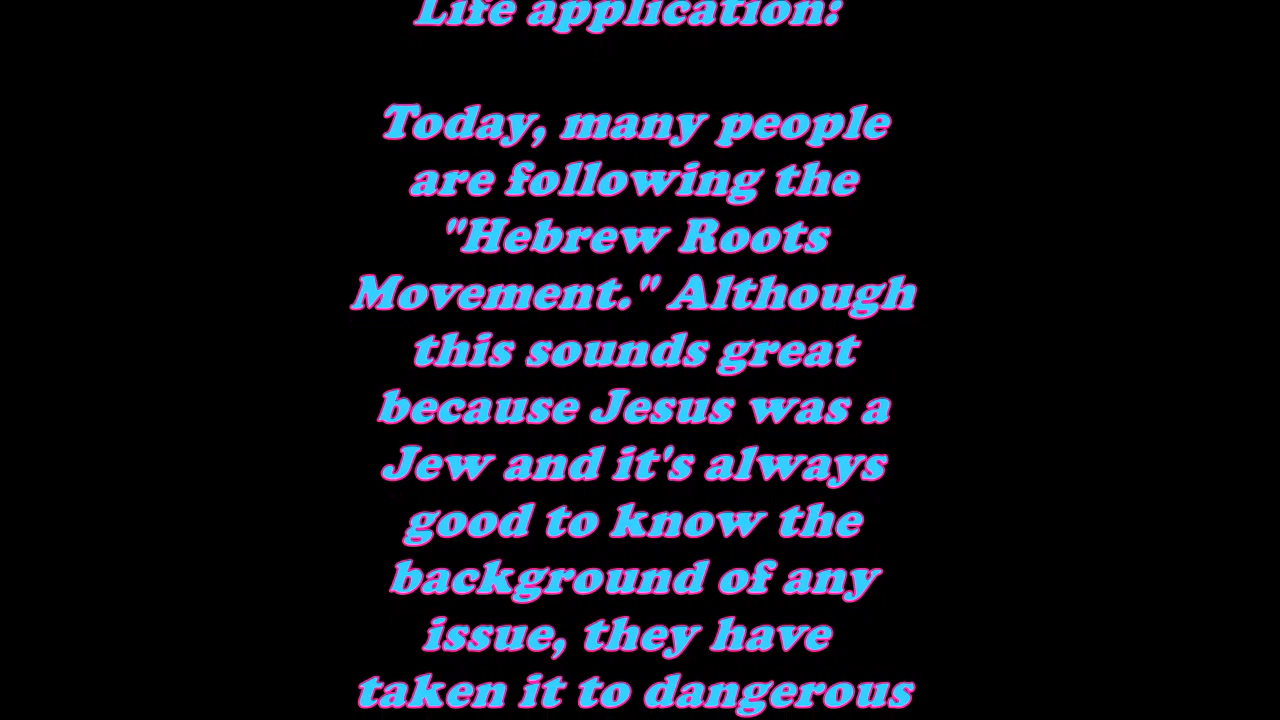 Life application:
Today, many people
are following the
"Hebrew Roots
Movement." Although
this sounds great
because Jesus was a
Jew and it's always
good to know the
background of any
issue, they have
taken it to dangerous